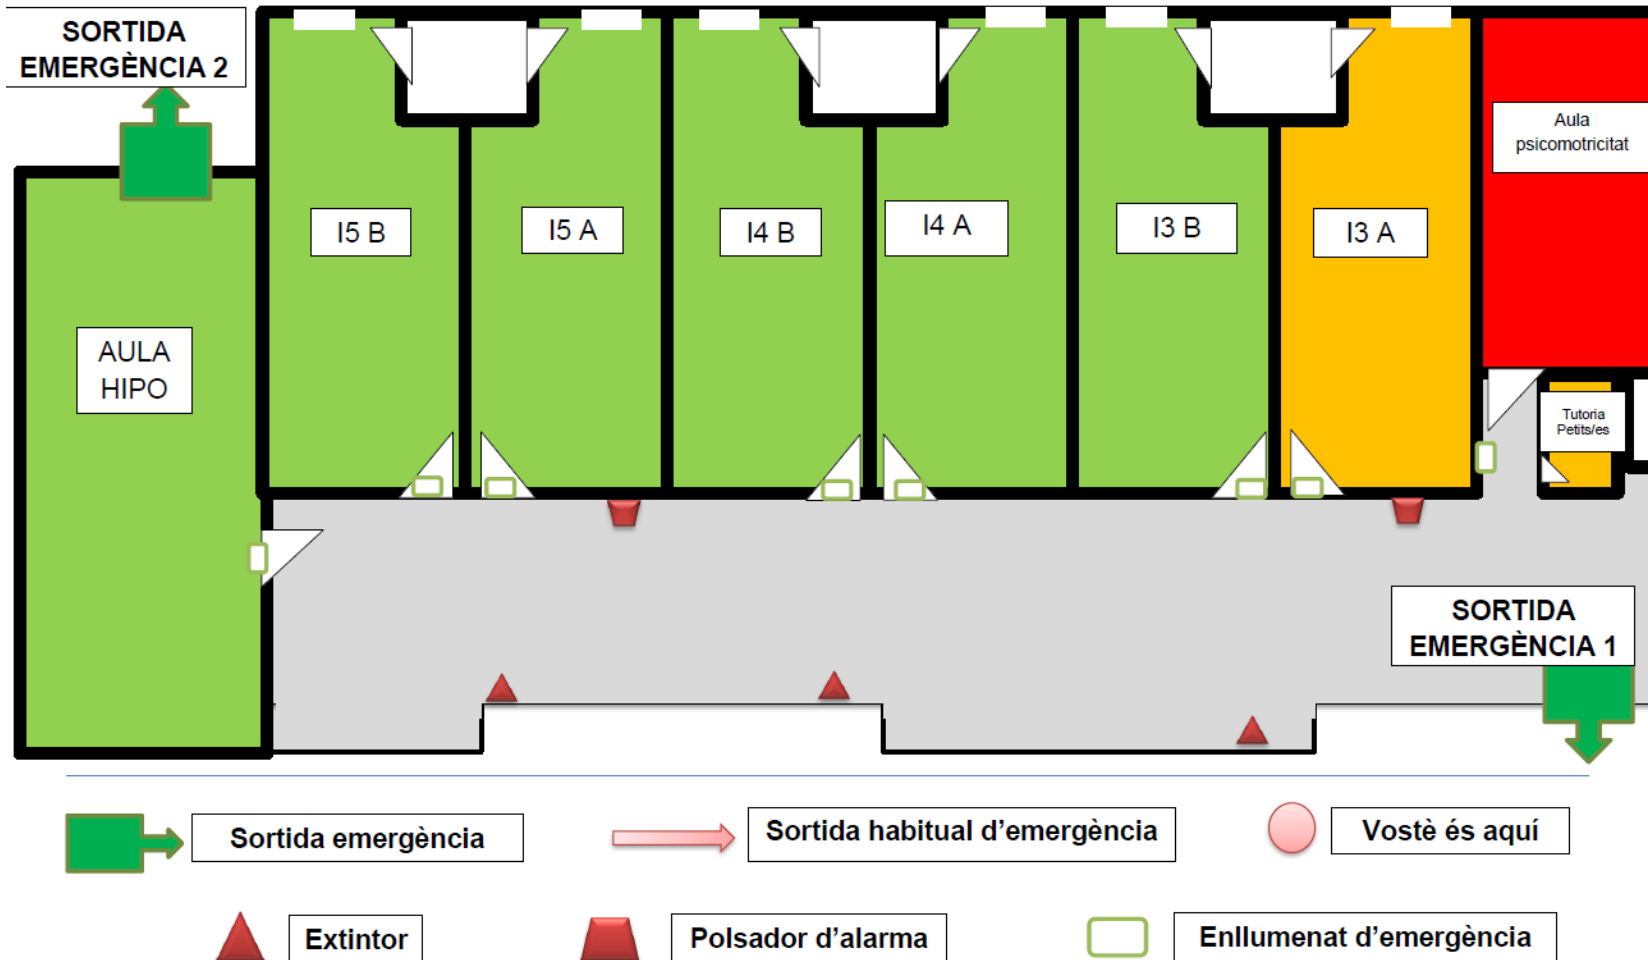 SORTIDA
EMERGÈNCIA 2
Aula
psicomotricitat
I5 B
I5 A
I4 B
I4 A
I3 B
I3 A
AULA
HIPO
Tutoria
Petits/es
SORTIDA
EMERGÈNCIA 1
Sortida emergència
Sortida habitual d’emergència
Vostè és aquí
Extintor
Polsador d’alarma
Enllumenat d’emergència